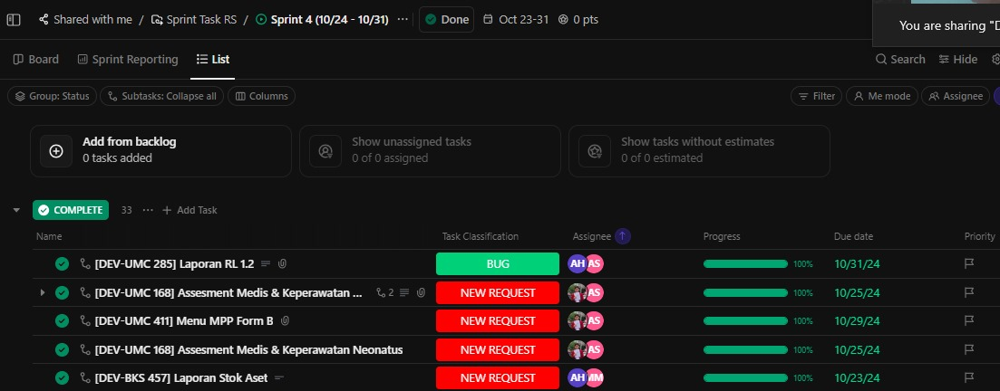 Shared with me / Sprint Task RS / Sprint 4 (10/24 - 10/31) ··· Done Oct 23-31 0 pts
You are sharing "D
Board Sprint Reporting List Search Hide
Group: Status Subtasks: Collapse all Columns Filter Me mode Assignee
Add from backlog
0 tasks added
Show unassigned tasks
0 of 0 assigned
Show tasks without estimates
0 of 0 estimated
COMPLETE 33 ··· + Add Task
Name Task Classification Assignee Progress Due date Priority
[DEV-UMC 285] Laporan RL 1.2 BUG AH AS 100% 10/31/24
[DEV-UMC 168] Assesment Medis & Keperawatan ... 2 NEW REQUEST AS 100% 10/25/24
[DEV-UMC 411] Menu MPP Form B NEW REQUEST AS 100% 10/29/24
[DEV-UMC 168] Assesment Medis & Keperawatan Neonatus NEW REQUEST AS 100% 10/25/24
[DEV-BKS 457] Laporan Stok Aset NEW REQUEST AH MM 100% 10/23/24